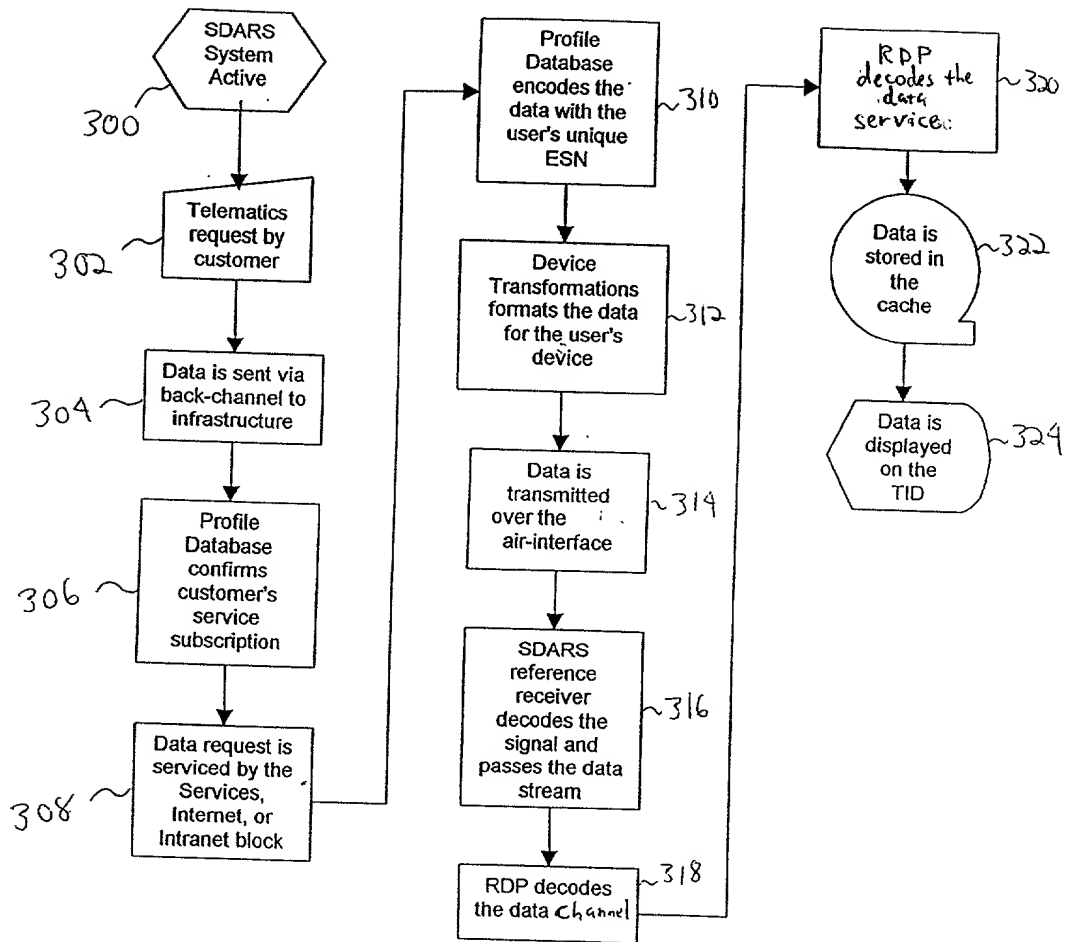 SDARS
System
Active
300
Telematics
request by
customer
302
Data is sent via
back-channel to
infrastructure
304
Profile
Database
confirms
customer's
service
subscription
306
Data request is
serviced by the
Services,
Internet, or
Intranet block
308
Profile
Database
encodes the
data with the
user's unique
ESN
310
Device
Transformations
formats the data
for the user's
device
312
Data is
transmitted
over the
air-interface
314
SDARS
reference
receiver
decodes the
signal and
passes the data
stream
316
RDP decodes
the data channel
318
RDP
decodes the
data
service
320
Data is
stored in
the
cache
322
Data is
displayed
on the
TID
324